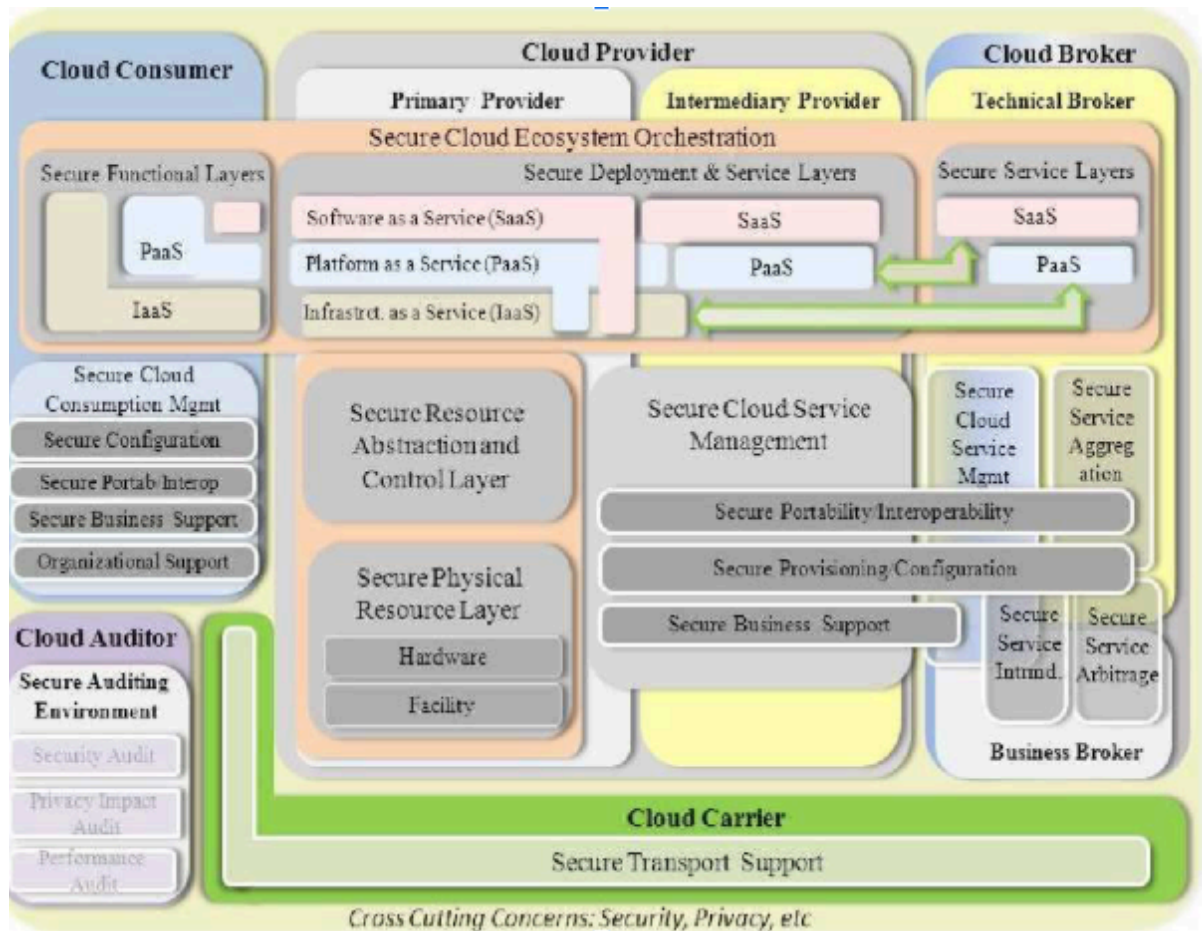 Cloud Consumer
Cloud Provider
Cloud Broker
Primary Provider
Intermediary Provider
Technical Broker
Secure Cloud Ecosystem Orchestration
Secure Functional Layers
Secure Deployment & Service Layers
Secure Service Layers
Software as a Service (SaaS)
SaaS
SaaS
PaaS
Platform as a Service (PaaS)
PaaS
PaaS
IaaS
Infrastrct. as a Service (IaaS)
Secure Cloud
Consumption Mgmt
Secure Configuration
Secure Portab/Interop
Secure Business Support
Organizational Support
Secure Resource
Abstraction and
Control Layer
Secure Physical
Resource Layer
Hardware
Facility
Secure Cloud Service
Management
Secure Portability/Interoperability
Secure Provisioning/Configuration
Secure Business Support
Secure
Cloud
Service
Mgmt
Secure
Service
Aggreg
ation
Secure
Service
Intrmd.
Secure
Service
Arbitrage
Business Broker
Cloud Auditor
Secure Auditing
Environment
Security Audit
Privacy Impact
Audit
Performance
Audit
Cloud Carrier
Secure Transport Support
Cross Cutting Concerns: Security, Privacy, etc